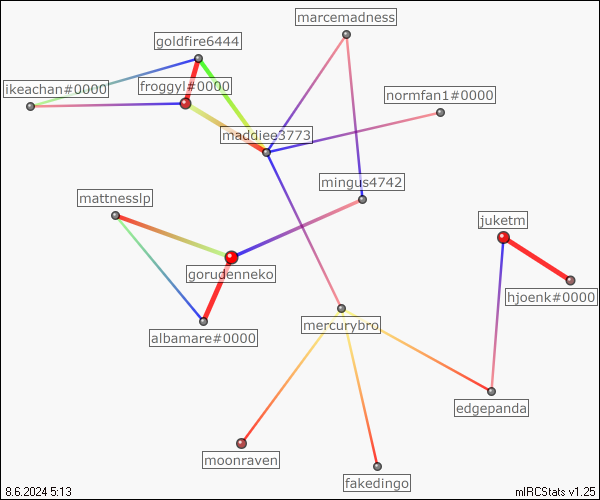 marcemadness
goldfire6444
ikeachan#0000
froggyl#0000
normfan1#0000
maddiee3773
mingus4742
mattnesslp
juketm
gorudenneko
hjoenk#0000
mercurybro
albamare#0000
edgepanda
moonraven
fakedingo
8.6.2024 5:13
mIRCStats v1.25